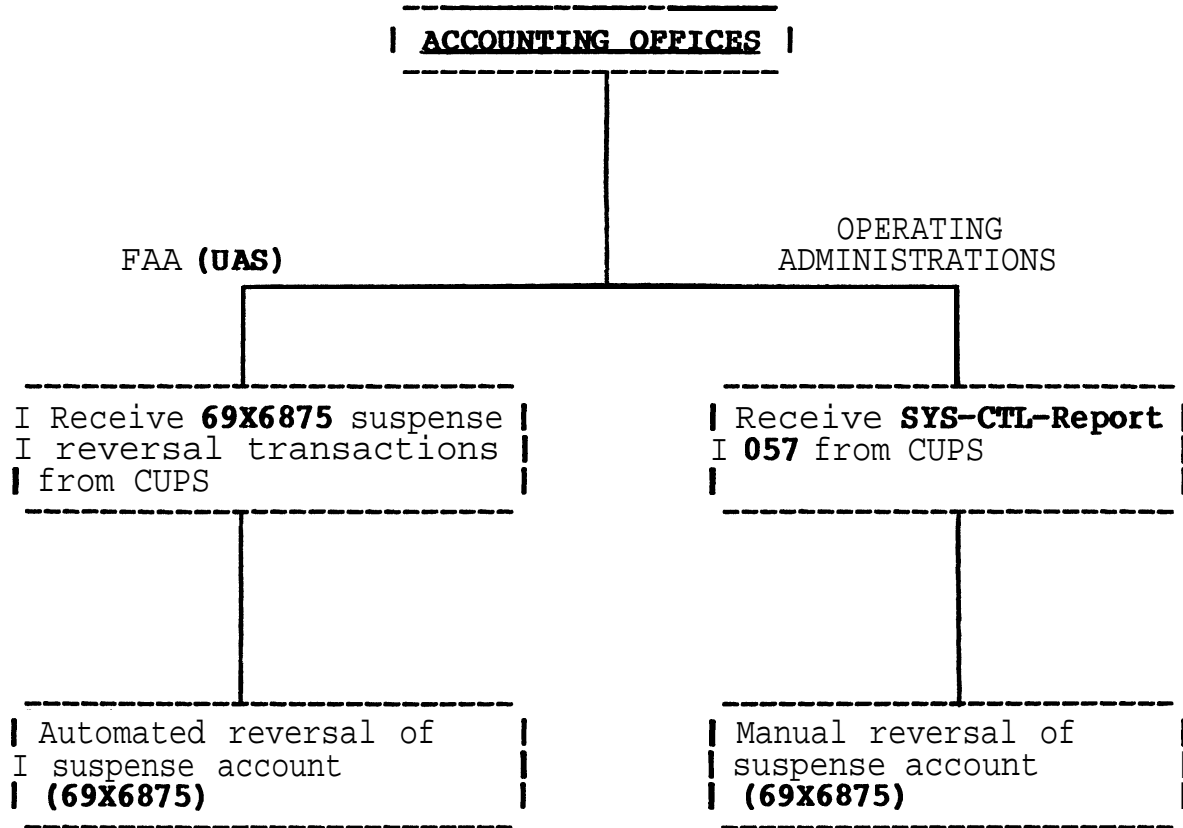 ACCOUNTING OFFICES
FAA (UAS)
OPERATING
ADMINISTRATIONS
Receive 69X6875 suspense
reversal transactions
from CUPS
Receive SYS-CTL-Report
057 from CUPS
Automated reversal of
suspense account
(69X6875)
Manual reversal of
suspense account
(69X6875)